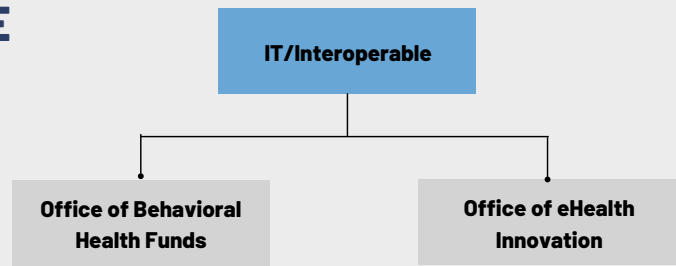 E
IT/Interoperable
Office of Behavioral
Health Funds
Office of eHealth
Innovation